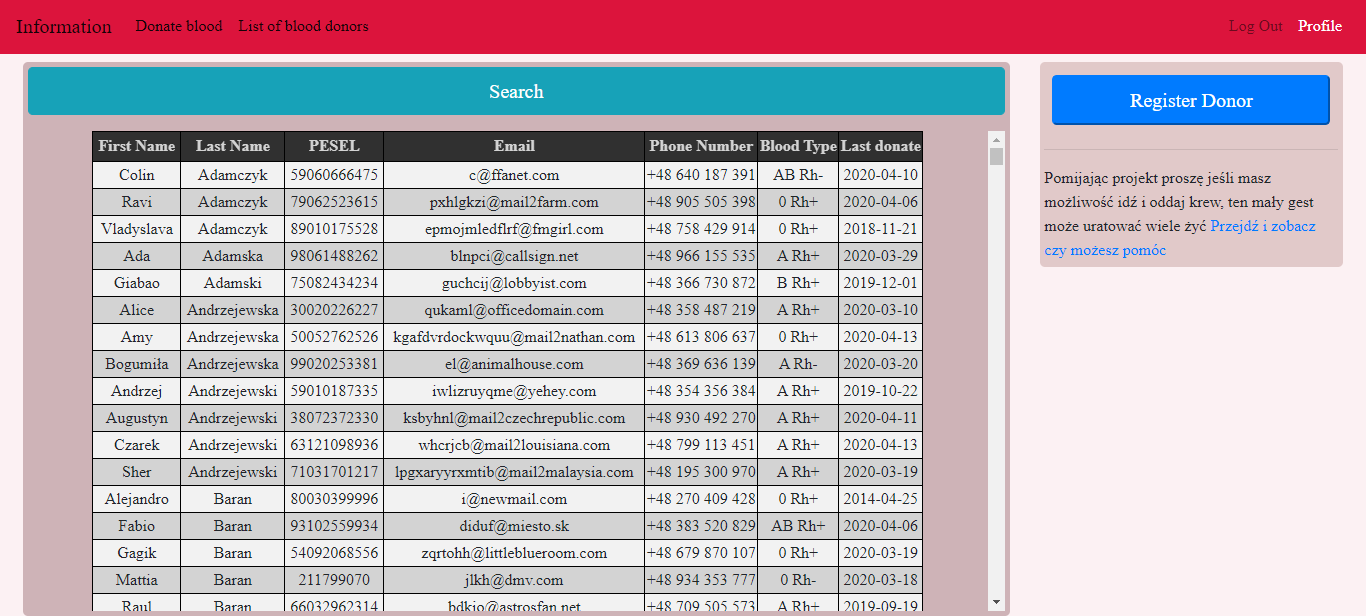 Information Donate blood List of blood donors Log Out Profile
Search
Register Donor
First Name Last Name PESEL Email Phone Number Blood Type Last donate
Colin Adamczyk 59060666475 c@ffanet.com +48 640 187 391 AB Rh- 2020-04-10
Ravi Adamczyk 79062523615 pxhlgkzi@mail2farm.com +48 905 505 398 0 Rh+ 2020-04-06
Vladyslava Adamczyk 89010175528 epmojmledflrf@fmgirl.com +48 758 429 914 0 Rh+ 2018-11-21
Ada Adamska 98061488262 blnpci@callsign.net +48 966 155 535 A Rh+ 2020-03-29
Giabao Adamski 75082434234 guchcij@lobbyist.com +48 366 730 872 B Rh+ 2019-12-01
Alice Andrzejewska 30020226227 qukaml@officedomain.com +48 358 487 219 A Rh+ 2020-03-10
Amy Andrzejewska 50052762526 kgafdvrdockwquu@mail2nathan.com +48 613 806 637 0 Rh+ 2020-04-13
Bogumiła Andrzejewska 99020253381 el@animalhouse.com +48 369 636 139 A Rh- 2020-03-20
Andrzej Andrzejewski 59010187335 iwlizruyqme@yehey.com +48 354 356 384 A Rh+ 2019-10-22
Augustyn Andrzejewski 38072372330 ksbyhnl@mail2czechrepublic.com +48 930 492 270 A Rh+ 2020-04-11
Czarek Andrzejewski 63121098936 whcrjcb@mail2louisiana.com +48 799 113 451 A Rh+ 2020-04-13
Sher Andrzejewski 71031701217 lpgxaryyrxmtib@mail2malaysia.com +48 195 300 970 A Rh+ 2020-03-19
Alejandro Baran 80030399996 i@newmail.com +48 270 409 428 0 Rh+ 2014-04-25
Fabio Baran 93102559934 diduf@miesto.sk +48 383 520 829 AB Rh+ 2020-04-06
Gagik Baran 54092068556 zqrtohh@littleblueroom.com +48 679 870 107 0 Rh+ 2020-03-19
Mattia Baran 211799070 jlkh@dmv.com +48 934 353 777 0 Rh- 2020-03-18
Raul Baran 66032962314 bdkio@astrosfan.net +48 709 505 573 A Rh+ 2019-09-19
Pomijając projekt proszę jeśli masz
możliwość idź i oddaj krew, ten mały gest
może uratować wiele żyć Przejdź i zobacz
czy możesz pomóc